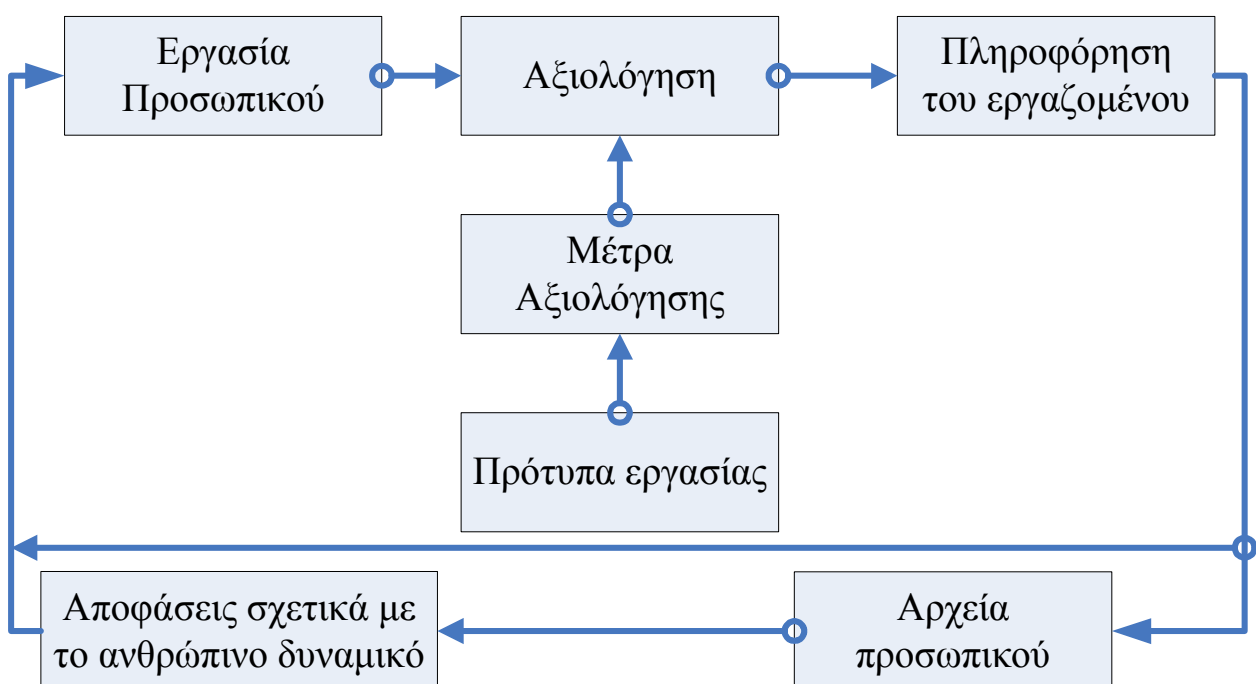 Εργασία
Προσωπικού
Αξιολόγηση
Πληροφόρηση
του εργαζομένου
Μέτρα
Αξιολόγησης
Πρότυπα εργασίας
Αποφάσεις σχετικά με
το ανθρώπινο δυναμικό
Αρχεία
προσωπικού